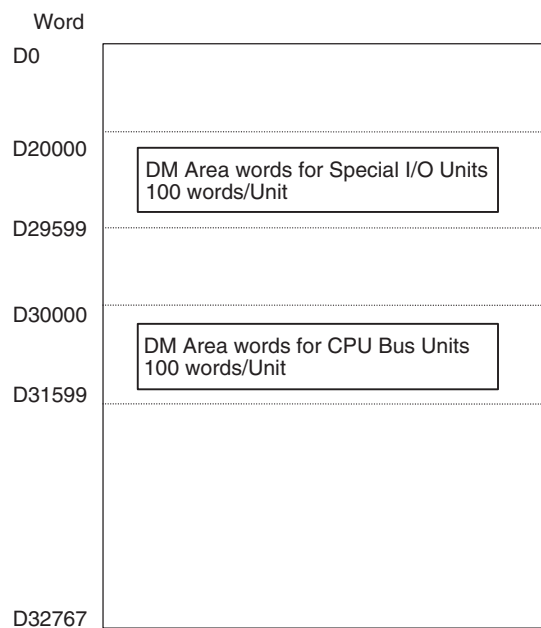 Word
D0
D20000
DM Area words for Special I/O Units
100 words/Unit
D29599
D30000
DM Area words for CPU Bus Units
100 words/Unit
D31599
D32767